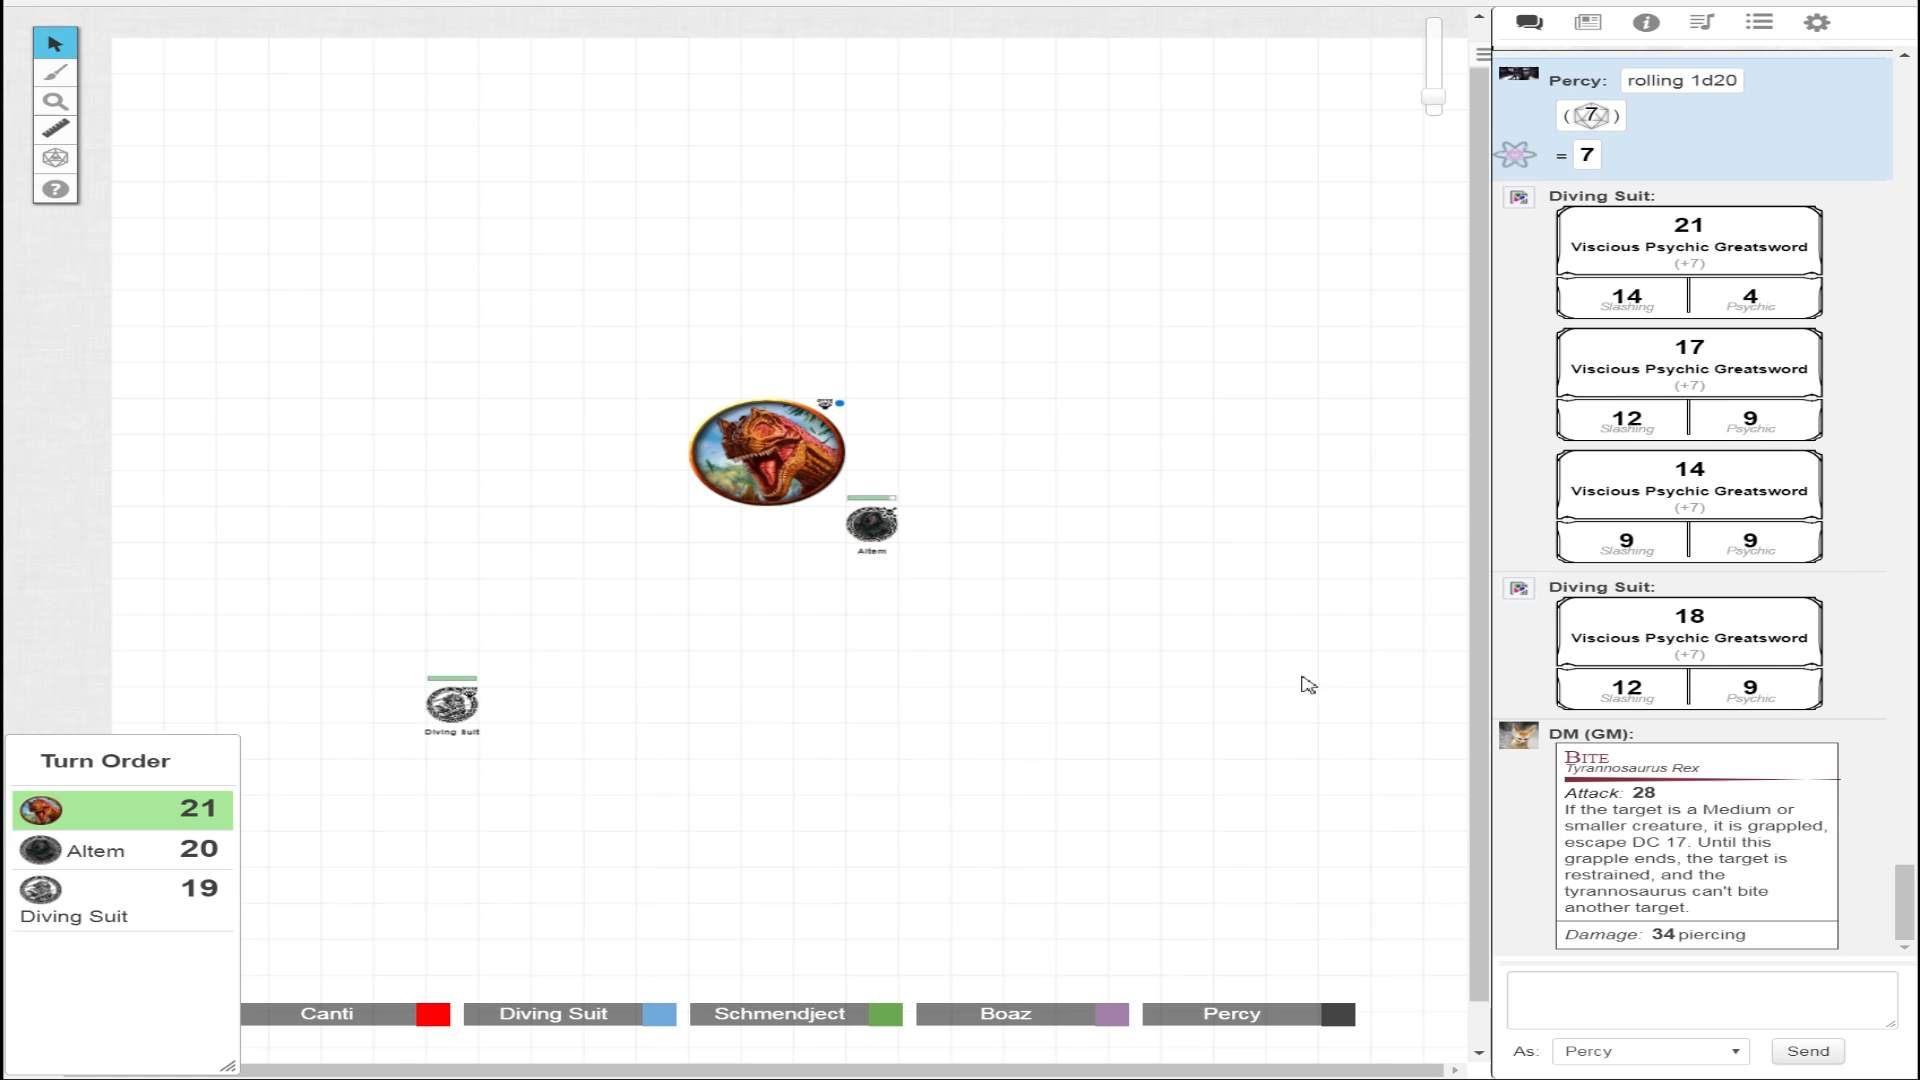 Percy: rolling 1d20
( 7 )
= 7
Diving Suit:
21
Viscious Psychic Greatsword
(+7)
14 4
Slashing Psychic
17
Viscious Psychic Greatsword
(+7)
12 9
Slashing Psychic
14
Viscious Psychic Greatsword
(+7)
9 9
Slashing Psychic
Diving Suit:
18
Viscious Psychic Greatsword
(+7)
12 9
Slashing Psychic
DM (GM):
Bite
Tyrannosaurus Rex
Attack: 28
If the target is a Medium or
smaller creature, it is grappled,
escape DC 17. Until this
grapple ends, the target is
restrained, and the
tyrannosaurus can't bite
another target.
Damage: 34 piercing
As: Percy Send
Altem
Diving Suit
Turn Order
21
Altem 20
19
Diving Suit
Canti Diving Suit Schmendject Boaz Percy